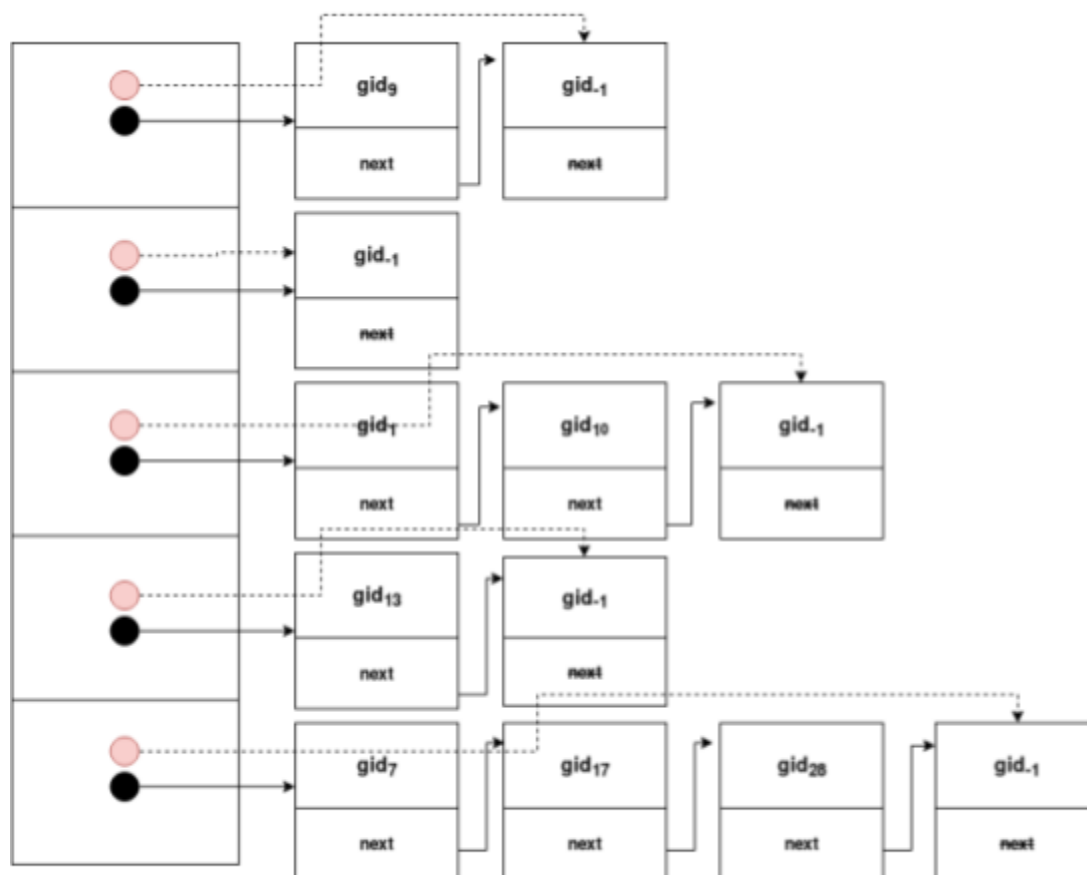 gid9 gid-1
next next
gid-1
next
gid1 gid10 gid-1
next next next
gid13 gid-1
next next
gid7 gid17 gid28 gid-1
next next next next